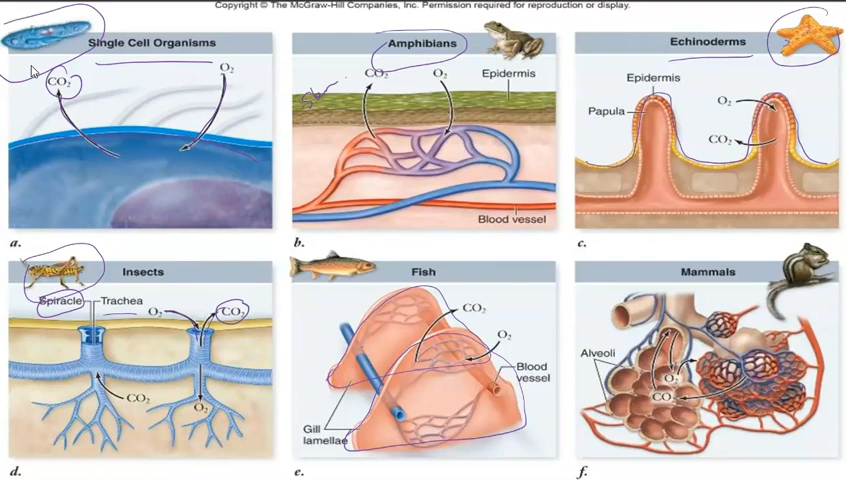 Copyright © The McGraw-Hill Companies, Inc. Permission required for reproduction or display.
Single Cell Organisms
CO2
O2
a.
Amphibians
Skin
CO2
O2
Epidermis
Blood vessel
b.
Echinoderms
Epidermis
Papula
O2
CO2
c.
Insects
Spiracle
Trachea
O2
CO2
CO2
O2
d.
Fish
CO2
O2
Blood
vessel
Gill
lamellae
e.
Mammals
Alveoli
O2
CO2
f.